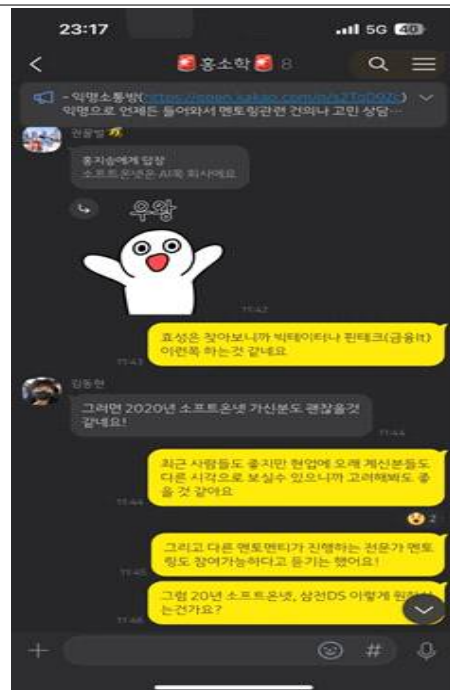 23:17
5G 40
홍소학 8
- 익명소통방(
익명으로 언제든 들어와서 멘토링관련 건의나 고민 상담...
홍지승에게 답장
소프트온넷은 AI쪽 회사에요
우왕
11:42
효성은 찾아보니까 빅테이터나 핀테크(금융it)
이런쪽 하는것 같네요
11:43
김동현
그러면 2020년 소프트온넷 가신분도 괜찮을것
같네요!
11:44
최근 사람들도 좋지만 현업에 오래 계신분들도
다른 시각으로 보실수 있으니까 고려해봐도 좋
을 것 같아요
11:44
2
그리고 다른 멘토멘티가 진행하는 전문가 멘토
링도 참여가능하다고 듣기는 했어요!
11:45
그럼 20년 소프트온넷, 삼전DS 이렇게
는건가요?
11:46
#